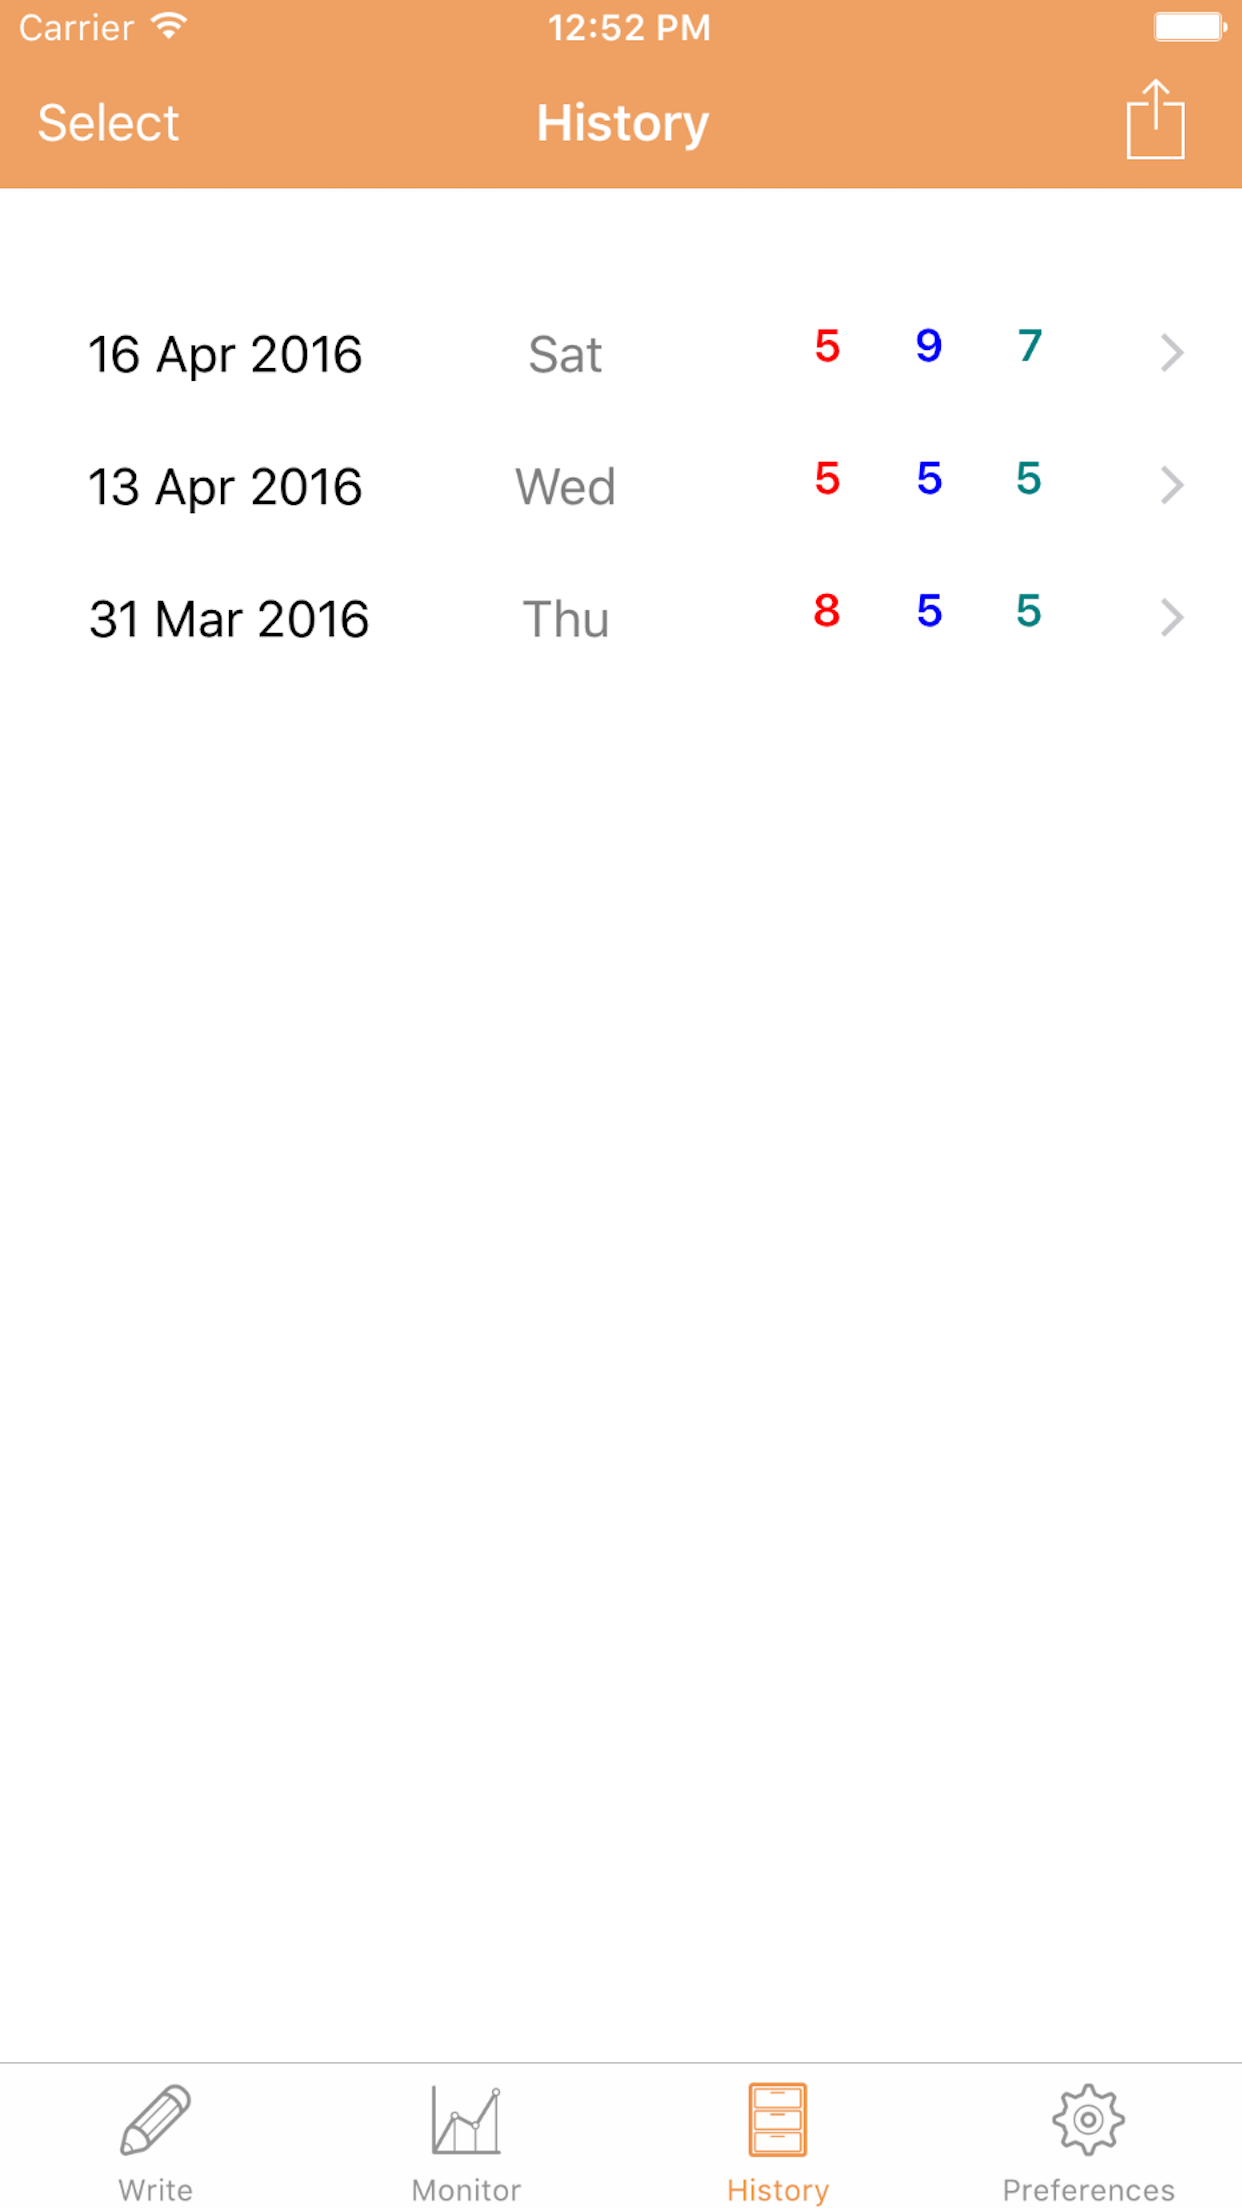 Carrier 12:52 PM
Select History
16 Apr 2016 Sat 5 9 7
13 Apr 2016 Wed 5 5 5
31 Mar 2016 Thu 8 5 5
Write Monitor History Preferences